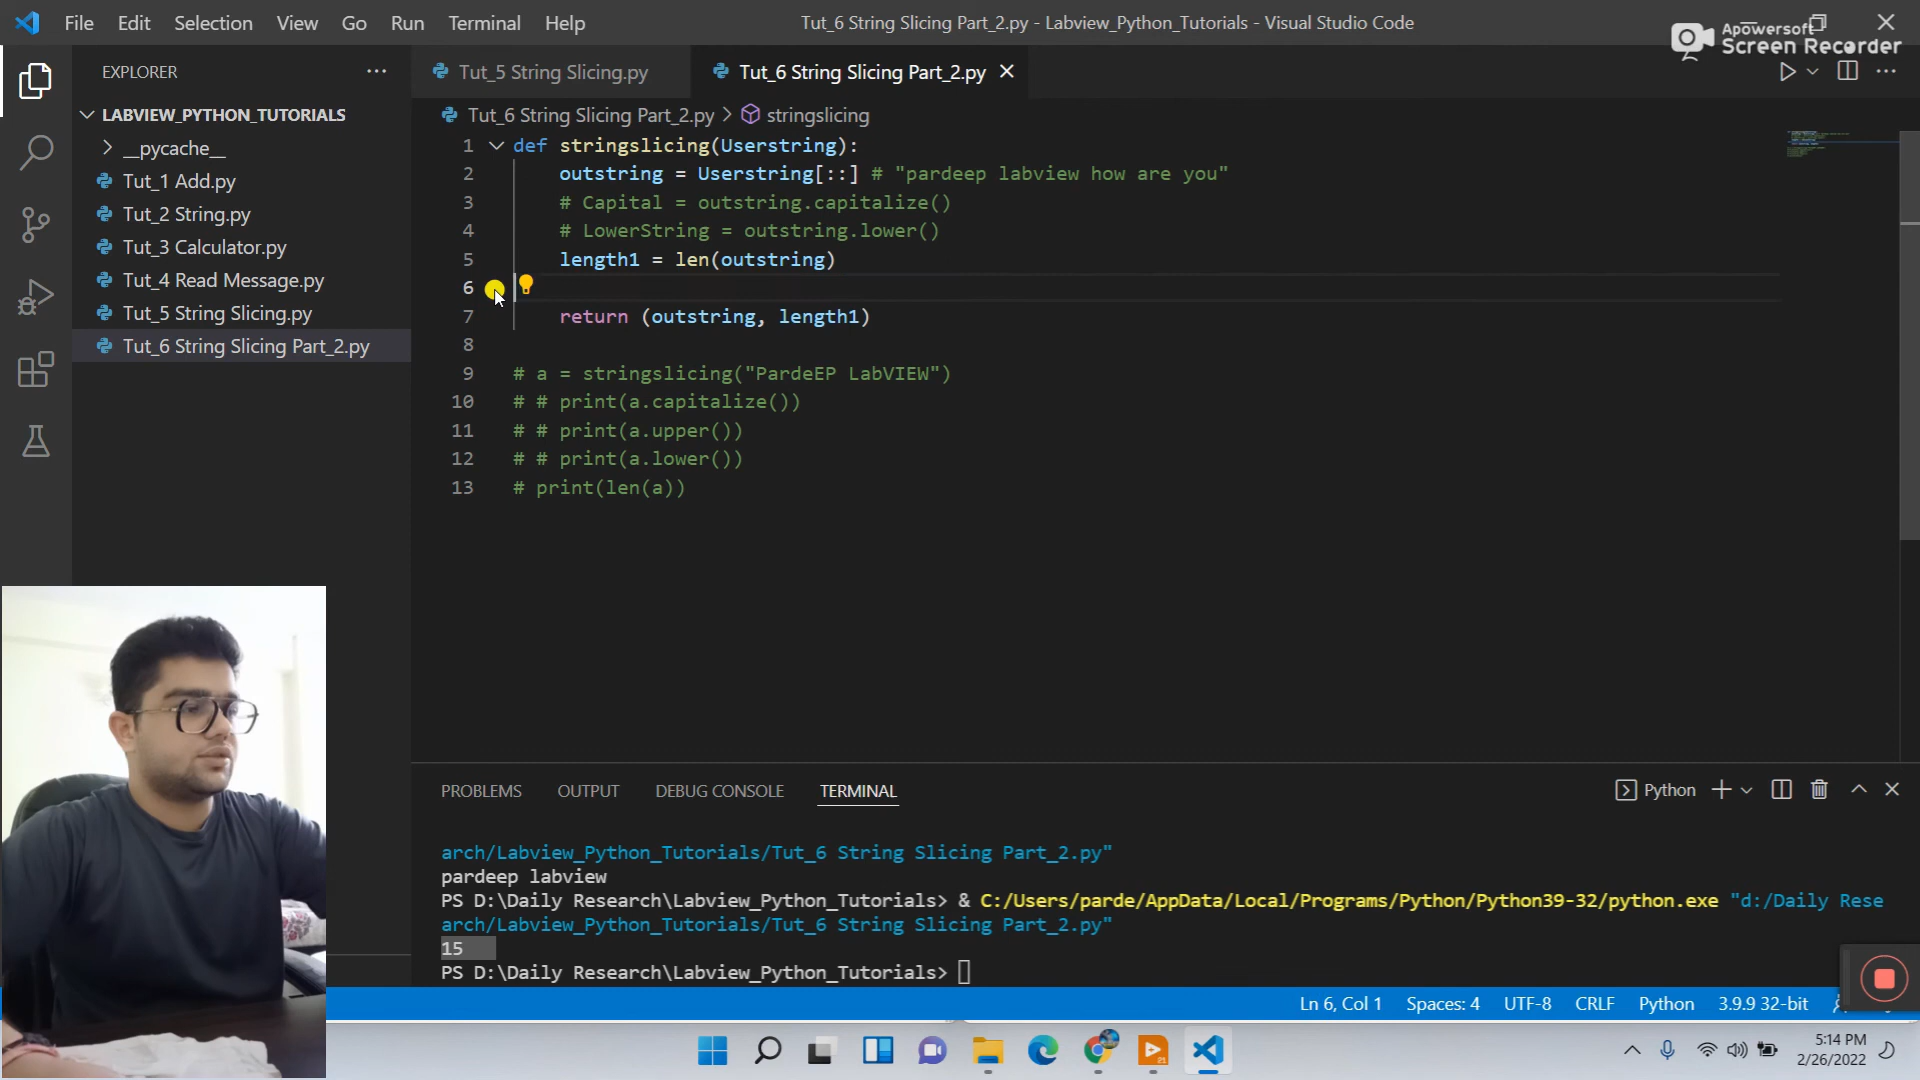 File Edit Selection View Go Run Terminal Help
Tut_6 String Slicing Part_2.py - Labview_Python_Tutorials - Visual Studio Code
Apowersoft
Screen Recorder
EXPLORER
LABVIEW_PYTHON_TUTORIALS
__pycache__
Tut_1 Add.py
Tut_2 String.py
Tut_3 Calculator.py
Tut_4 Read Message.py
Tut_5 String Slicing.py
Tut_6 String Slicing Part_2.py
Tut_5 String Slicing.py
Tut_6 String Slicing Part_2.py
Tut_6 String Slicing Part_2.py > stringslicing
1 def stringslicing(Userstring):
2 outstring = Userstring[::] # "pardeep labview how are you"
3 # Capital = outstring.capitalize()
4 # LowerString = outstring.lower()
5 length1 = len(outstring)
6
7 return (outstring, length1)
8
9 # a = stringslicing("PardeEP LabVIEW")
10 # # print(a.capitalize())
11 # # print(a.upper())
12 # # print(a.lower())
13 # print(len(a))
PROBLEMS OUTPUT DEBUG CONSOLE TERMINAL
Python
arch/Labview_Python_Tutorials/Tut_6 String Slicing Part_2.py"
pardeep labview
PS D:\Daily Research\Labview_Python_Tutorials> & C:/Users/parde/AppData/Local/Programs/Python/Python39-32/python.exe "d:/Daily Rese
arch/Labview_Python_Tutorials/Tut_6 String Slicing Part_2.py"
15
PS D:\Daily Research\Labview_Python_Tutorials>
Ln 6, Col 1 Spaces: 4 UTF-8 CRLF Python 3.9.9 32-bit
5:14 PM
2/26/2022